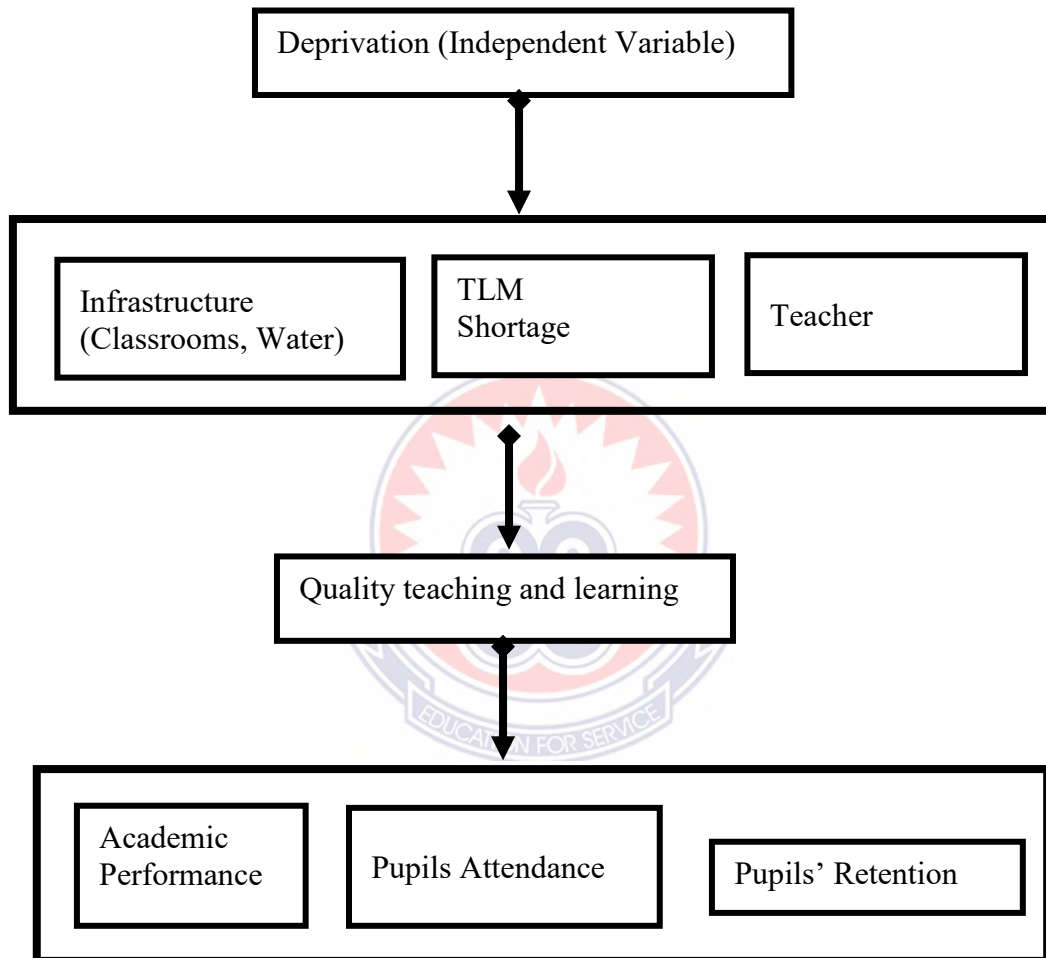 Deprivation (Independent Variable)
Infrastructure
(Classrooms, Water)
TLM
Shortage
Teacher
Quality teaching and learning
EDUCATION FOR SERVICE
Academic
Performance
Pupils Attendance
Pupils’ Retention